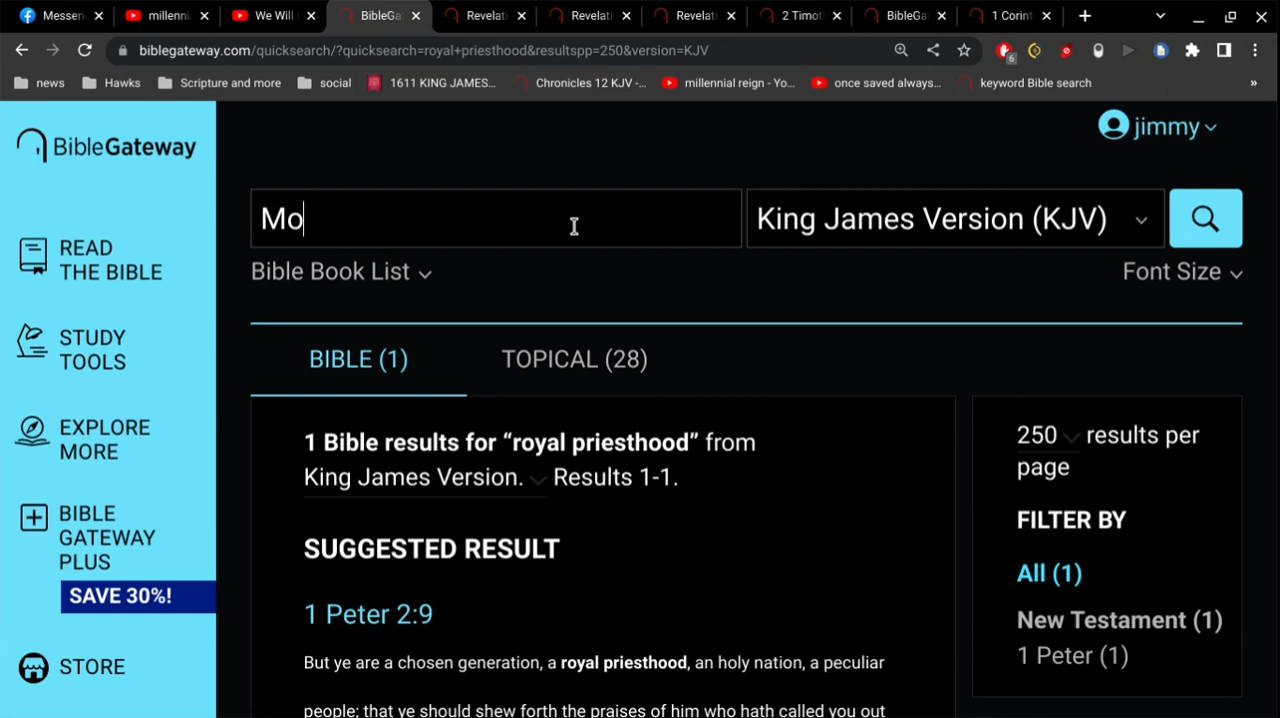 Messen
millenni
We Will
BibleGa
Revelati
Revelati
Revelati
2 Timot
BibleGa
1 Corint
biblegateway.com/quicksearch/?quicksearch=royal+priesthood&resultspp=250&version=KJV
6
news
Hawks
Scripture and more
social
1611 KING JAMES...
Chronicles 12 KJV -...
millennial reign - Yo...
once saved always...
keyword Bible search
»
BibleGateway
jimmy
Mo
King James Version (KJV)
Bible Book List
Font Size
READ
THE BIBLE
STUDY
TOOLS
EXPLORE
MORE
BIBLE
GATEWAY
PLUS
SAVE 30%!
STORE
BIBLE (1)
TOPICAL (28)
1 Bible results for “royal priesthood” from
King James Version. Results 1-1.
SUGGESTED RESULT
1 Peter 2:9
But ye are a chosen generation, a royal priesthood, an holy nation, a peculiar
people; that ye should shew forth the praises of him who hath called you out
250 results per
page
FILTER BY
All (1)
New Testament (1)
1 Peter (1)